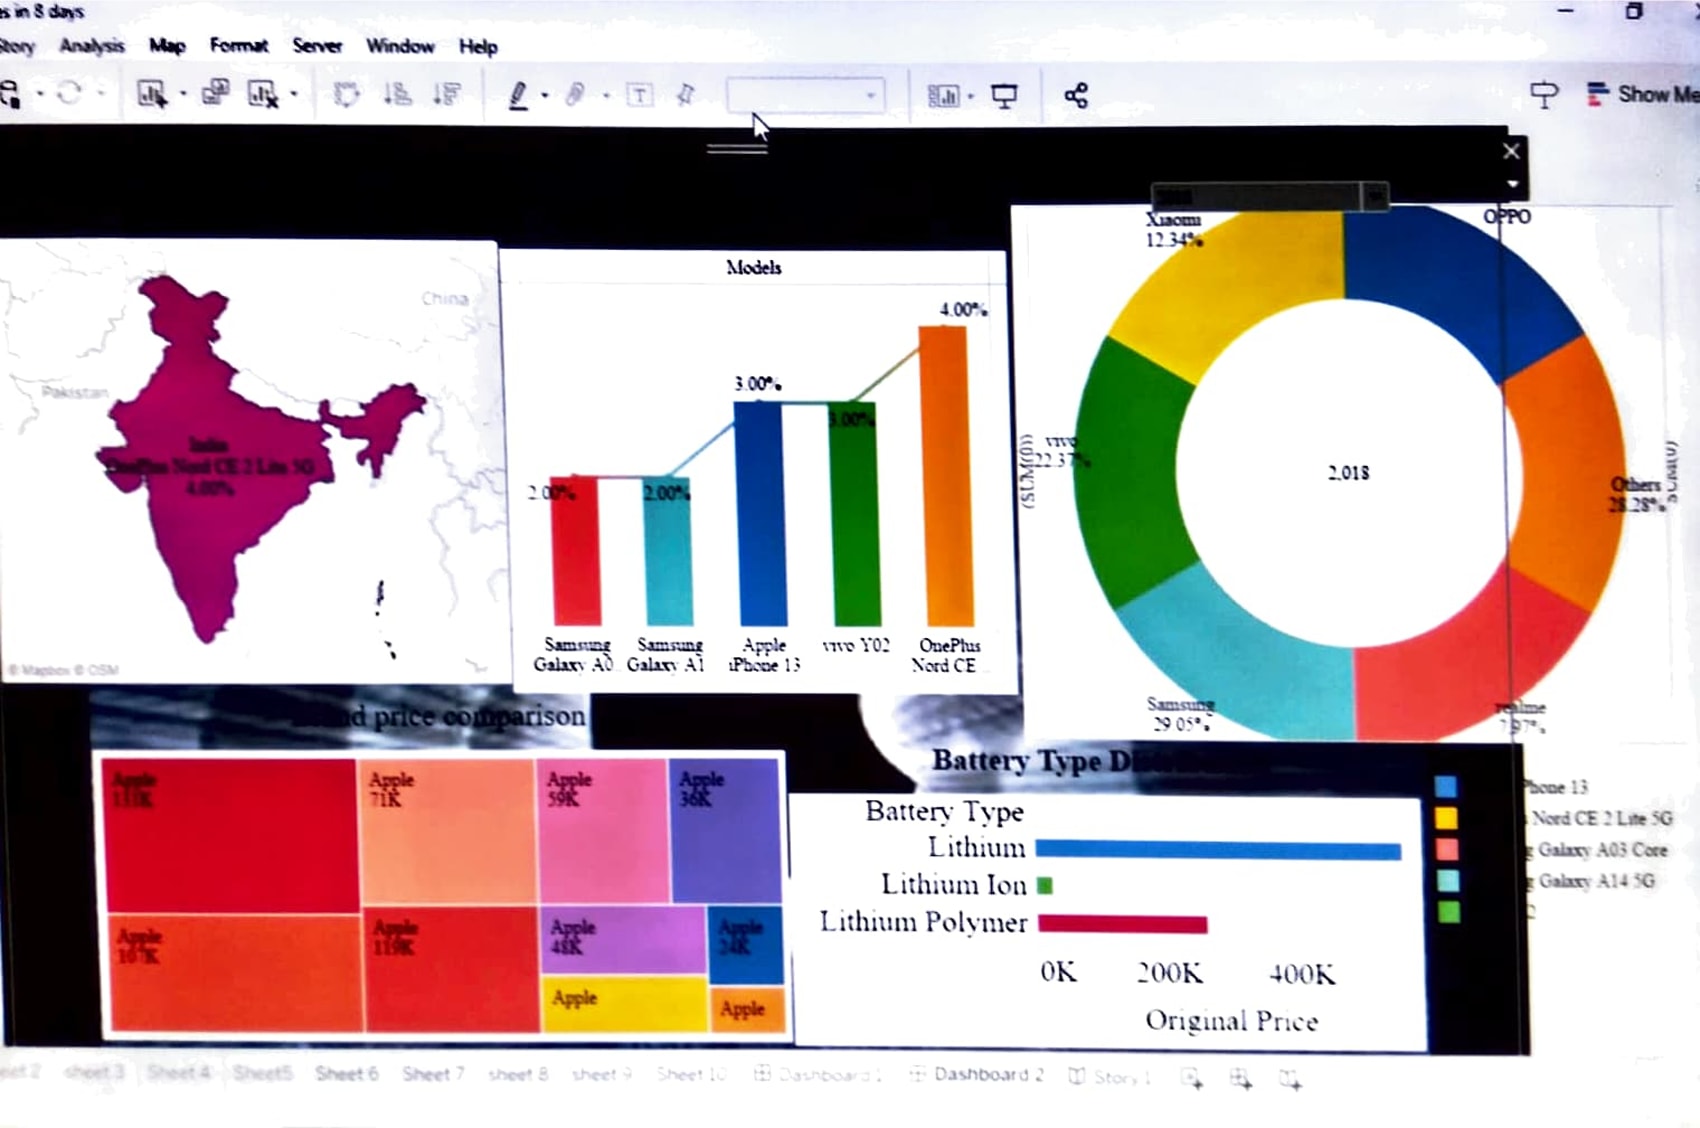 s in 8 days
Story Analysis Map Format Server Window Help
Show Me
China
Pakistan
India
OnePlus Nord CE 2 Lite 5G
4.00%
© Mapbox © OSM
Models
2.00%
2.00%
3.00%
3.00%
4.00%
Samsung Galaxy A0..
Samsung Galaxy A1
Apple iPhone 13
vivo Y02
OnePlus Nord CE ...
Xiaomi
12.34%
OPPO
vivo
22.37%
(SUM(0))
2,018
Others
28.28%
SUM(0)
Samsung
29.05%
realme
7.97%
nd price comparison
Apple
Apple
71K
Apple
59K
Apple
36K
Apple
107K
Apple
119K
Apple
48K
Apple
24K
Apple
Apple
Battery Type D
Battery Type
Lithium
Lithium Ion
Lithium Polymer
0K 200K 400K
Original Price
Phone 13
Nord CE 2 Lite 5G
g Galaxy A03 Core
g Galaxy A14 5G
2
eet 2 sheet 3 Sheet 4 Sheet5 Sheet 6 Sheet 7 sheet 8 sheet 9 Sheet 10 Dashboard 1 Dashboard 2 Story 1